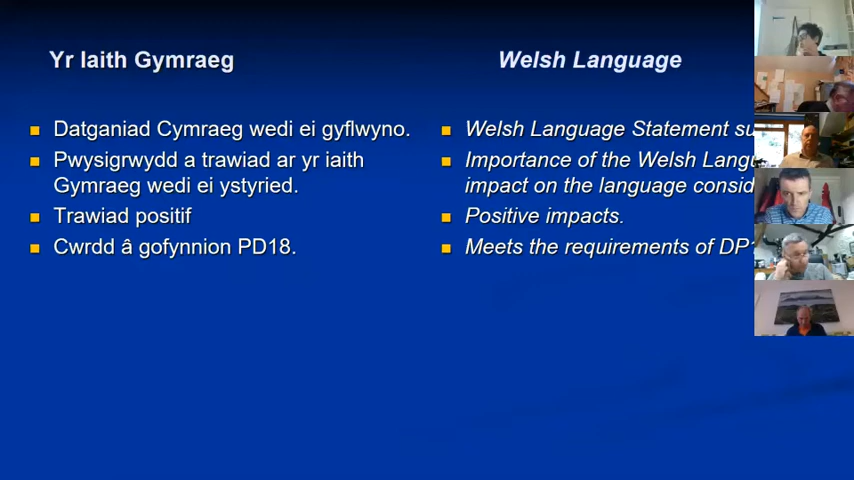 Yr Iaith Gymraeg
Datganiad Cymraeg wedi ei gyflwyno.
Pwysigrwydd a trawiad ar yr iaith
Gymraeg wedi ei ystyried.
Trawiad positif
Cwrdd â gofynnion PD18.
Welsh Language
Welsh Language Statement
Importance of the Welsh
impact on the language
Positive impacts.
Meets the requirements of